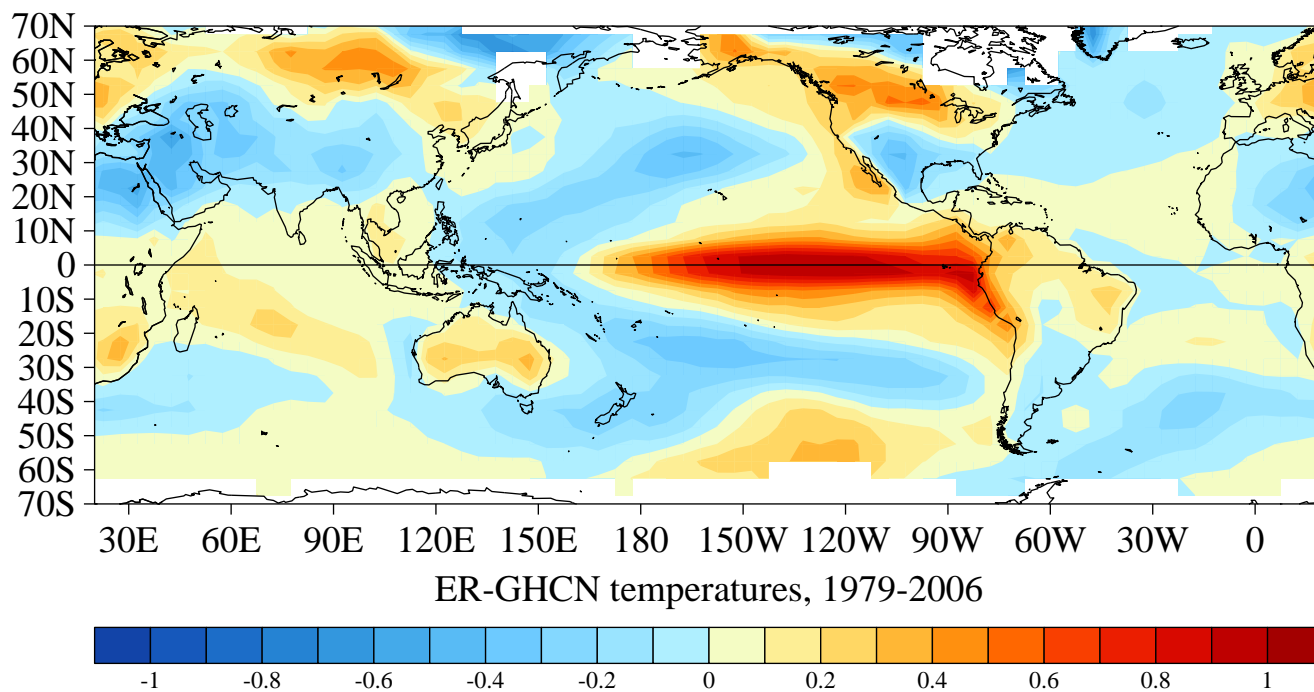 70N
60N
50N
40N
30N
20N
10N
0
10S
20S
30S
40S
50S
60S
70S
30E 60E 90E 120E 150E 180 150W 120W 90W 60W 30W 0
ER-GHCN temperatures, 1979-2006
-1 -0.8 -0.6 -0.4 -0.2 0 0.2 0.4 0.6 0.8 1